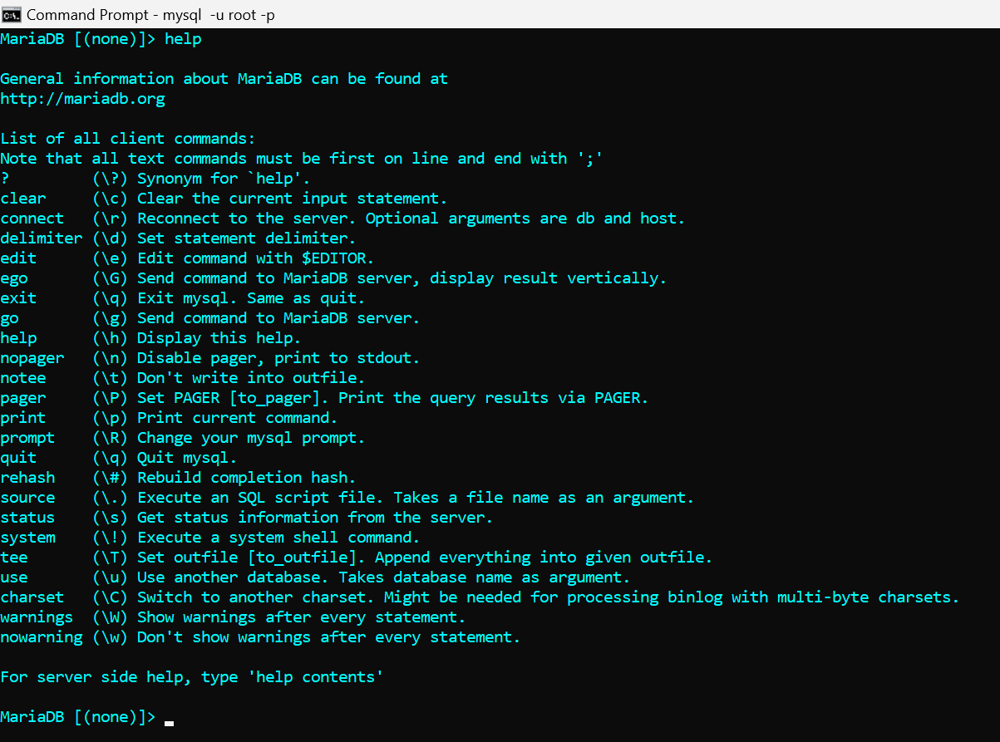 Command Prompt - mysql  -u root -p
MariaDB [(none)]> help

General information about MariaDB can be found at
http://mariadb.org

List of all client commands:
Note that all text commands must be first on line and end with ';'
?         (\?) Synonym for `help'.
clear     (\c) Clear the current input statement.
connect   (\r) Reconnect to the server. Optional arguments are db and host.
delimiter (\d) Set statement delimiter.
edit      (\e) Edit command with $EDITOR.
ego       (\G) Send command to MariaDB server, display result vertically.
exit      (\q) Exit mysql. Same as quit.
go        (\g) Send command to MariaDB server.
help      (\h) Display this help.
nopager   (\n) Disable pager, print to stdout.
notee     (\t) Don't write into outfile.
pager     (\P) Set PAGER [to_pager]. Print the query results via PAGER.
print     (\p) Print current command.
prompt    (\R) Change your mysql prompt.
quit      (\q) Quit mysql.
rehash    (\#) Rebuild completion hash.
source    (\.) Execute an SQL script file. Takes a file name as an argument.
status    (\s) Get status information from the server.
system    (\!) Execute a system shell command.
tee       (\T) Set outfile [to_outfile]. Append everything into given outfile.
use       (\u) Use another database. Takes database name as argument.
charset   (\C) Switch to another charset. Might be needed for processing binlog with multi-byte charsets.
warnings  (\W) Show warnings after every statement.
nowarning (\w) Don't show warnings after every statement.

For server side help, type 'help contents'

MariaDB [(none)]> _